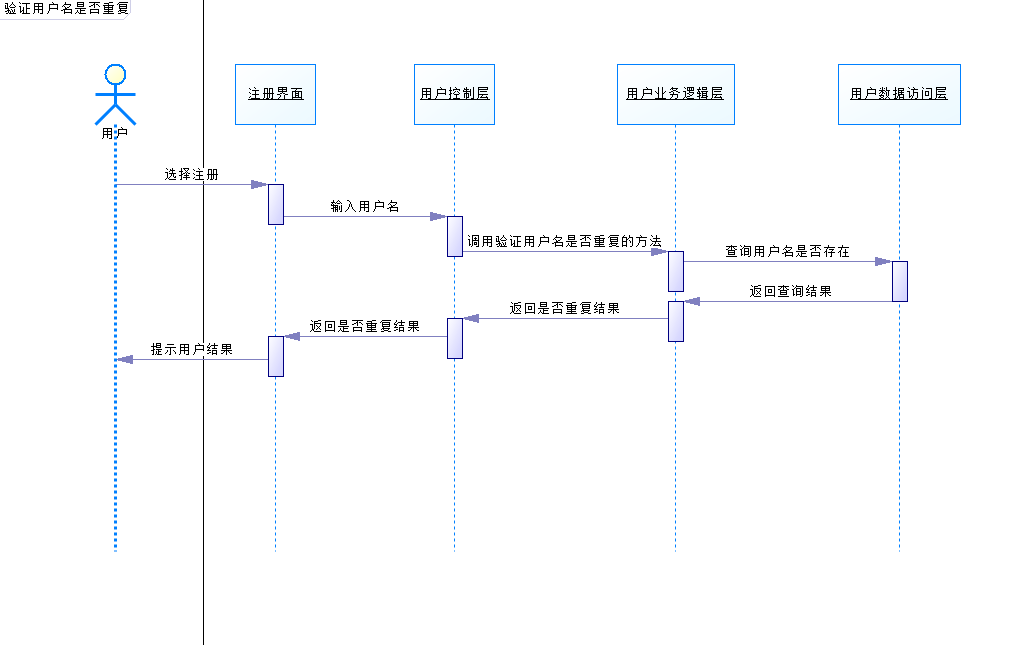 验证用户名是否重复
用户
注册界面
用户控制层
用户业务逻辑层
用户数据访问层
选择注册
输入用户名
调用验证用户名是否重复的方法
查询用户名是否存在
返回查询结果
返回是否重复结果
返回是否重复结果
提示用户结果